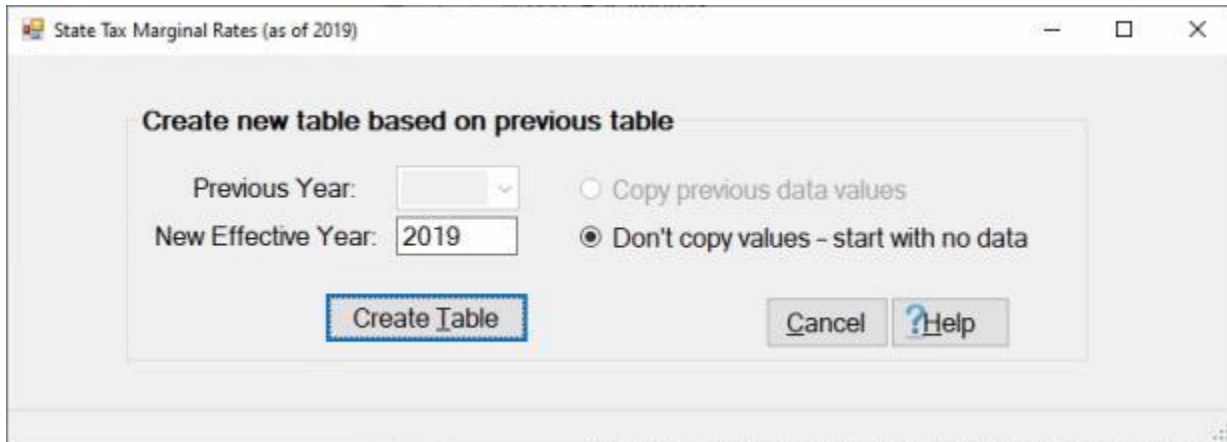 State Tax Marginal Rates (as of 2019)
Create new table based on previous table
Previous Year:
Copy previous data values
New Effective Year: 2019
Don't copy values – start with no data
Create Table
Cancel
Help